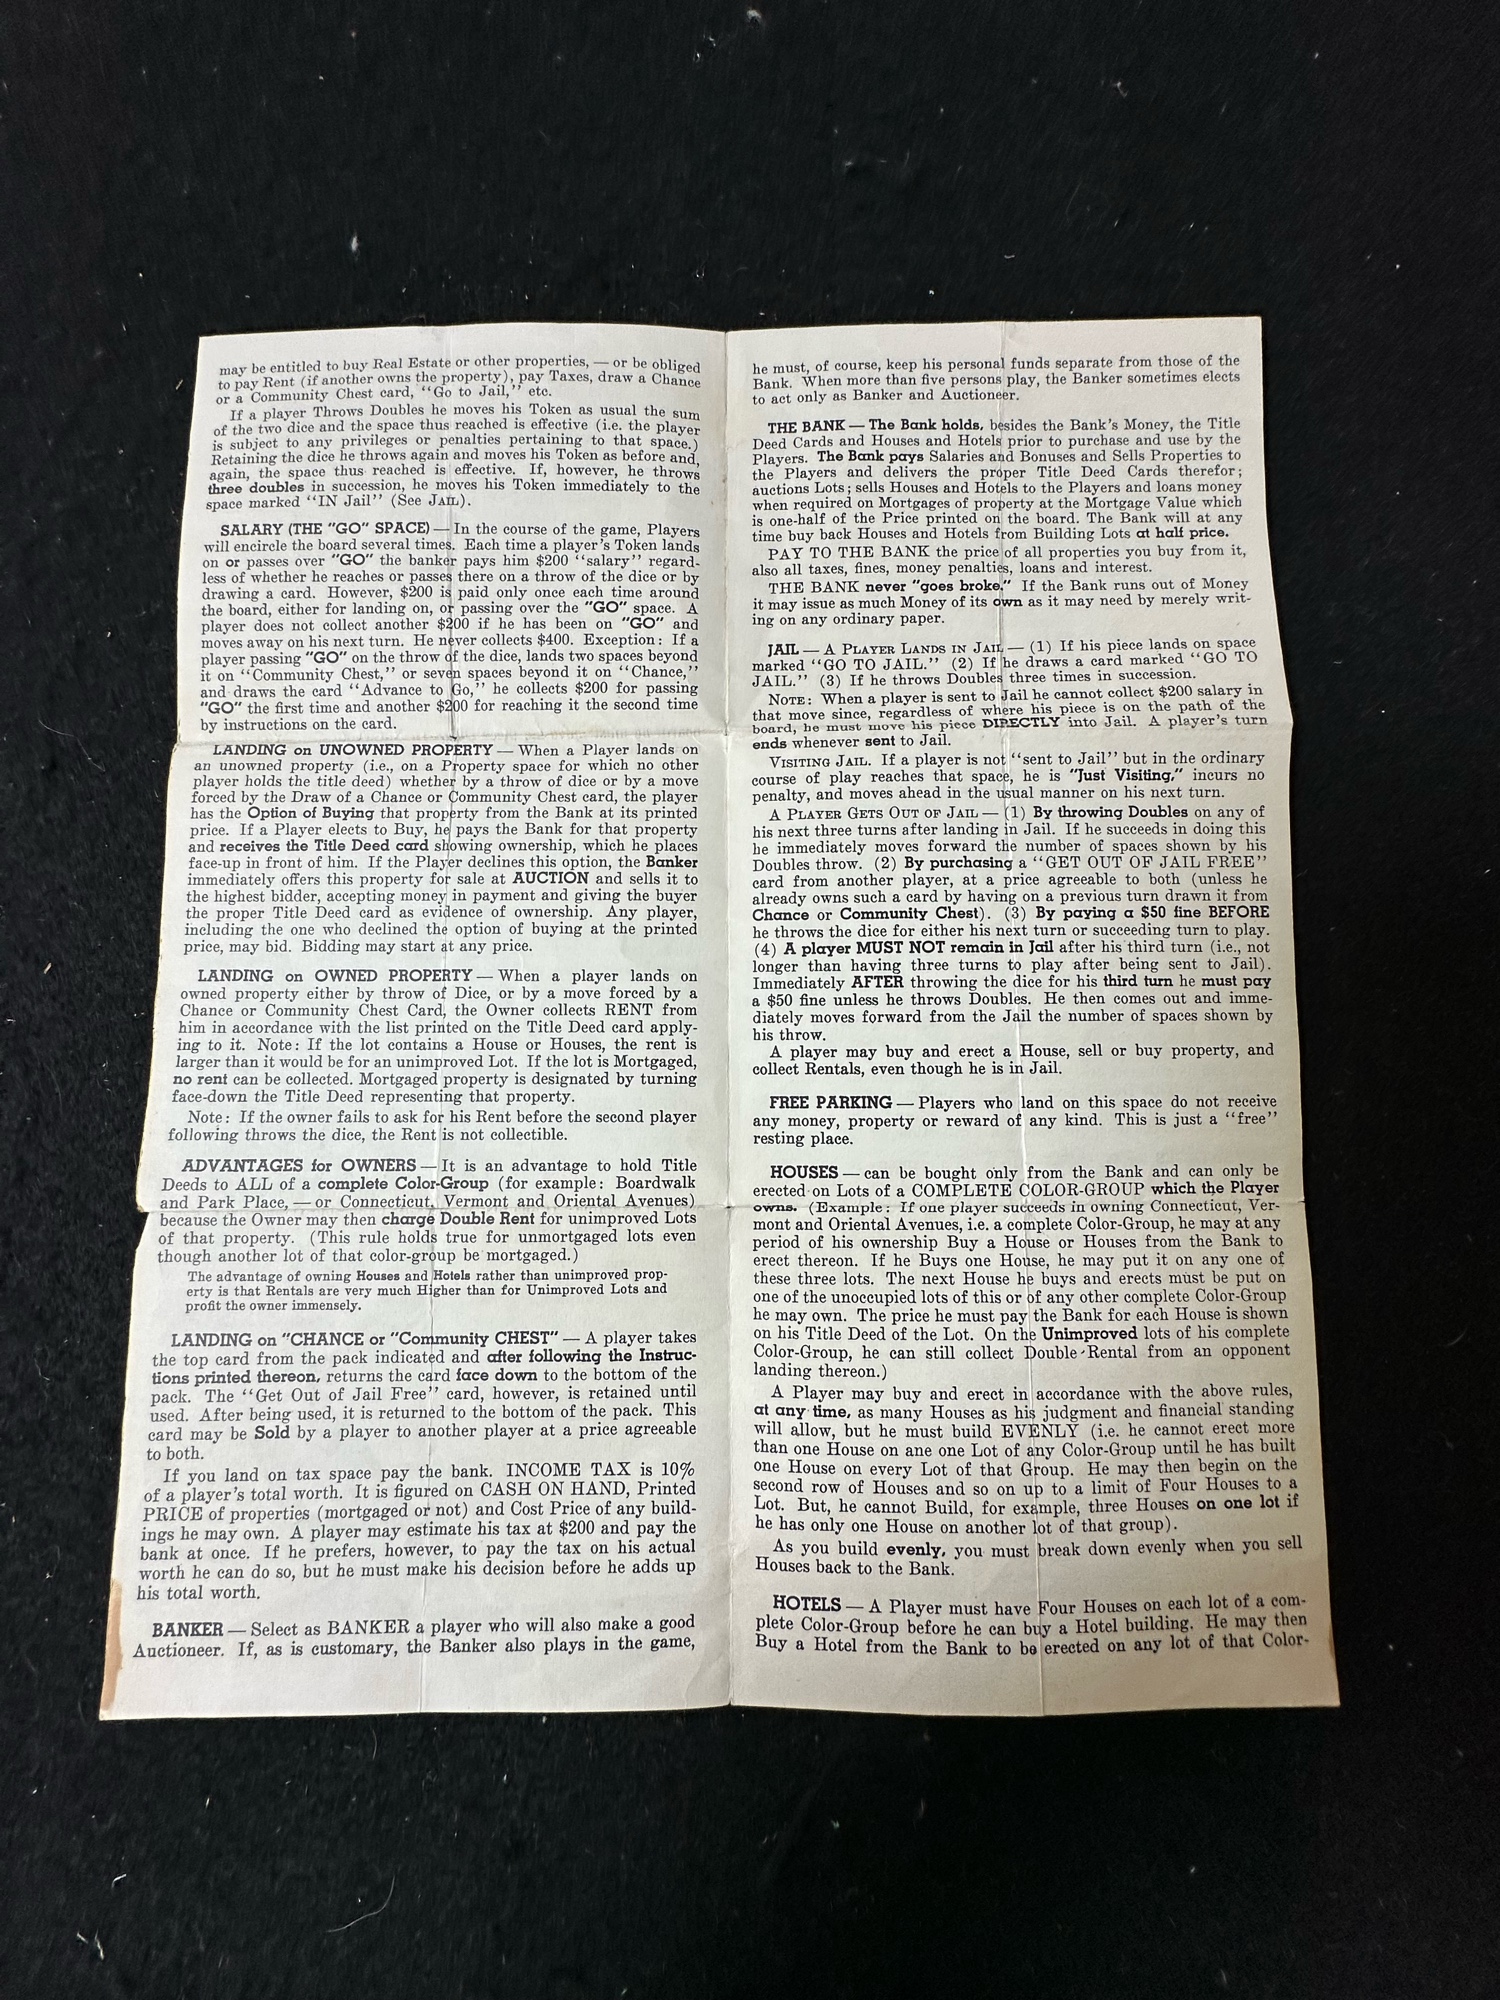 may be entitled to buy Real Estate or other properties, — or be obliged
to pay Rent (if another owns the property), pay Taxes, draw a Chance
or a Community Chest card, "Go to Jail," etc.
If a player Throws Doubles he moves his Token as usual the sum
of the two dice and the space thus reached is effective (i.e. the player
is subject to any privileges or penalties pertaining to that space.)
Retaining the dice he throws again and moves his Token as before and,
again, the space thus reached is effective. If, however, he throws
three doubles in succession, he moves his Token immediately to the
space marked "IN Jail" (See JAIL).
SALARY (THE "GO" SPACE) — In the course of the game, Players
will encircle the board several times. Each time a player's Token lands
on or passes over "GO" the banker pays him $200 "salary" regard-
less of whether he reaches or passes there on a throw of the dice or by
drawing a card. However, $200 is paid only once each time around
the board, either for landing on, or passing over the "GO" space. A
player does not collect another $200 if he has been on "GO" and
moves away on his next turn. He never collects $400. Exception: If a
player passing "GO" on the throw of the dice, lands two spaces beyond
it on "Community Chest," or seven spaces beyond it on "Chance,"
and draws the card "Advance to Go," he collects $200 for passing
"GO" the first time and another $200 for reaching it the second time
by instructions on the card.
LANDING on UNOWNED PROPERTY — When a Player lands on
an unowned property (i.e., on a Property space for which no other
player holds the title deed) whether by a throw of dice or by a move
forced by the Draw of a Chance or Community Chest card, the player
has the Option of Buying that property from the Bank at its printed
price. If a Player elects to Buy, he pays the Bank for that property
and receives the Title Deed card showing ownership, which he places
face-up in front of him. If the Player declines this option, the Banker
immediately offers this property for sale at AUCTION and sells it to
the highest bidder, accepting money in payment and giving the buyer
the proper Title Deed card as evidence of ownership. Any player,
including the one who declined the option of buying at the printed
price, may bid. Bidding may start at any price.
LANDING on OWNED PROPERTY — When a player lands on
owned property either by throw of Dice, or by a move forced by a
Chance or Community Chest Card, the Owner collects RENT from
him in accordance with the list printed on the Title Deed card apply-
ing to it. Note: If the lot contains a House or Houses, the rent is
larger than it would be for an unimproved Lot. If the lot is Mortgaged,
no rent can be collected. Mortgaged property is designated by turning
face-down the Title Deed representing that property.
Note: If the owner fails to ask for his Rent before the second player
following throws the dice, the Rent is not collectible.
ADVANTAGES for OWNERS — It is an advantage to hold Title
Deeds to ALL of a complete Color-Group (for example: Boardwalk
and Park Place, — or Connecticut, Vermont and Oriental Avenues)
because the Owner may then charge Double Rent for unimproved Lots
of that property. (This rule holds true for unmortgaged lots even
though another lot of that color-group be mortgaged.)
The advantage of owning Houses and Hotels rather than unimproved prop-
erty is that Rentals are very much Higher than for Unimproved Lots and
profit the owner immensely.
LANDING on "CHANCE or "Community CHEST" — A player takes
the top card from the pack indicated and after following the Instruc-
tions printed thereon, returns the card face down to the bottom of the
pack. The "Get Out of Jail Free" card, however, is retained until
used. After being used, it is returned to the bottom of the pack. This
card may be Sold by a player to another player at a price agreeable
to both.
If you land on tax space pay the bank. INCOME TAX is 10%
of a player's total worth. It is figured on CASH ON HAND, Printed
PRICE of properties (mortgaged or not) and Cost Price of any build-
ings he may own. A player may estimate his tax at $200 and pay the
bank at once. If he prefers, however, to pay the tax on his actual
worth he can do so, but he must make his decision before he adds up
his total worth.
BANKER — Select as BANKER a player who will also make a good
Auctioneer. If, as is customary, the Banker also plays in the game,
he must, of course, keep his personal funds separate from those of the
Bank. When more than five persons play, the Banker sometimes elects
to act only as Banker and Auctioneer.
THE BANK — The Bank holds, besides the Bank's Money, the Title
Deed Cards and Houses and Hotels prior to purchase and use by the
Players. The Bank pays Salaries and Bonuses and Sells Properties to
the Players and delivers the proper Title Deed Cards therefor;
auctions Lots; sells Houses and Hotels to the Players and loans money
when required on Mortgages of property at the Mortgage Value which
is one-half of the Price printed on the board. The Bank will at any
time buy back Houses and Hotels from Building Lots at half price.
PAY TO THE BANK the price of all properties you buy from it,
also all taxes, fines, money penalties, loans and interest.
THE BANK never "goes broke." If the Bank runs out of Money
it may issue as much Money of its own as it may need by merely writ-
ing on any ordinary paper.
JAIL — A PLAYER LANDS IN JAIL — (1) If his piece lands on space
marked "GO TO JAIL." (2) If he draws a card marked "GO TO
JAIL." (3) If he throws Doubles three times in succession.
NOTE: When a player is sent to Jail he cannot collect $200 salary in
that move since, regardless of where his piece is on the path of the
board, he must move his piece DIRECTLY into Jail. A player's turn
ends whenever sent to Jail.
VISITING JAIL. If a player is not "sent to Jail" but in the ordinary
course of play reaches that space, he is "Just Visiting," incurs no
penalty, and moves ahead in the usual manner on his next turn.
A PLAYER GETS OUT OF JAIL — (1) By throwing Doubles on any of
his next three turns after landing in Jail. If he succeeds in doing this
he immediately moves forward the number of spaces shown by his
Doubles throw. (2) By purchasing a "GET OUT OF JAIL FREE"
card from another player, at a price agreeable to both (unless he
already owns such a card by having on a previous turn drawn it from
Chance or Community Chest). (3) By paying a $50 fine BEFORE
he throws the dice for either his next turn or succeeding turn to play.
(4) A player MUST NOT remain in Jail after his third turn (i.e., not
longer than having three turns to play after being sent to Jail).
Immediately AFTER throwing the dice for his third turn he must pay
a $50 fine unless he throws Doubles. He then comes out and imme-
diately moves forward from the Jail the number of spaces shown by
his throw.
A player may buy and erect a House, sell or buy property, and
collect Rentals, even though he is in Jail.
FREE PARKING — Players who land on this space do not receive
any money, property or reward of any kind. This is just a "free"
resting place.
HOUSES — can be bought only from the Bank and can only be
erected on Lots of a COMPLETE COLOR-GROUP which the Player
owns. (Example: If one player succeeds in owning Connecticut, Ver-
mont and Oriental Avenues, i.e. a complete Color-Group, he may at any
period of his ownership Buy a House or Houses from the Bank to
erect thereon. If he Buys one House, he may put it on any one of
these three lots. The next House he buys and erects must be put on
one of the unoccupied lots of this or of any other complete Color-Group
he may own. The price he must pay the Bank for each House is shown
on his Title Deed of the Lot. On the Unimproved lots of his complete
Color-Group, he can still collect Double-Rental from an opponent
landing thereon.)
A Player may buy and erect in accordance with the above rules,
at any time, as many Houses as his judgment and financial standing
will allow, but he must build EVENLY (i.e. he cannot erect more
than one House on ane one Lot of any Color-Group until he has built
one House on every Lot of that Group. He may then begin on the
second row of Houses and so on up to a limit of Four Houses to a
Lot. But, he cannot Build, for example, three Houses on one lot if
he has only one House on another lot of that group).
As you build evenly, you must break down evenly when you sell
Houses back to the Bank.
HOTELS — A Player must have Four Houses on each lot of a com-
plete Color-Group before he can buy a Hotel building. He may then
Buy a Hotel from the Bank to be erected on any lot of that Color-